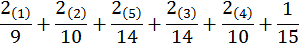 2₍₁₎/9 + 2₍₂₎/10 + 2₍₅₎/14 + 2₍₃₎/14 + 2₍₄₎/10 + 1/15